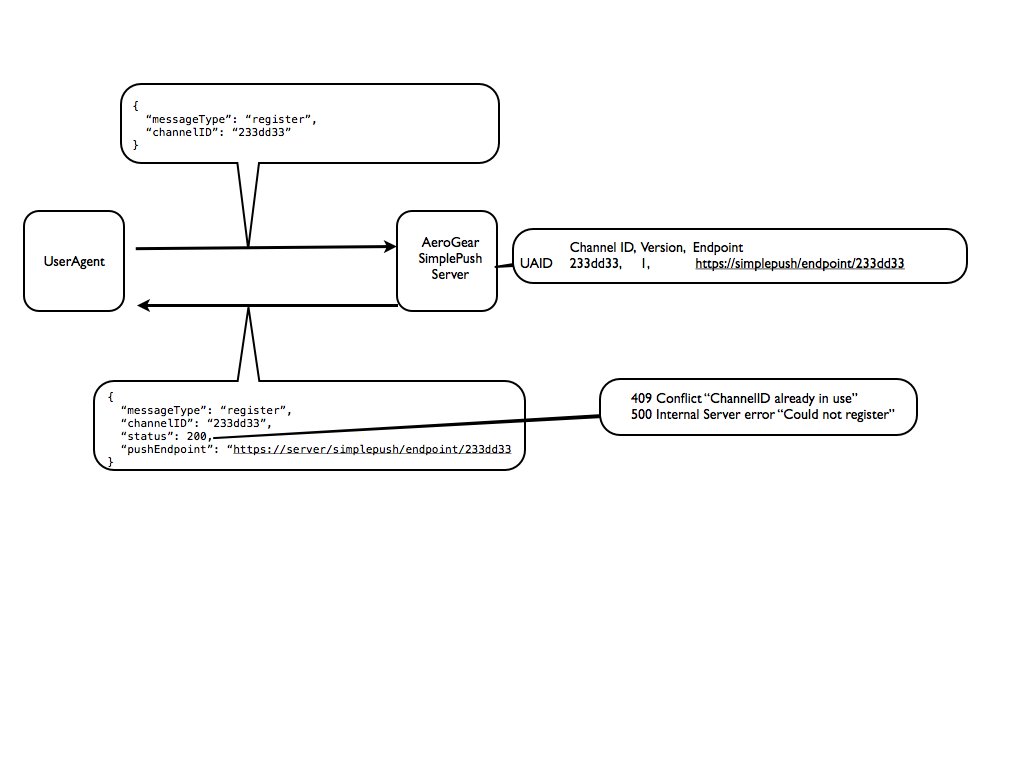 {
“messageType”: “register”,
“channelID”: “233dd33”
}
UserAgent
AeroGear
SimplePush
Server
Channel ID, Version, Endpoint
UAID 233dd33, 1, https://simplepush/endpoint/233dd33
{
“messageType”: “register”,
“channelID”: “233dd33”,
“status”: 200,
“pushEndpoint”: “https://server/simplepush/endpoint/233dd33
}
409 Conflict “ChannelID already in use”
500 Internal Server error “Could not register”